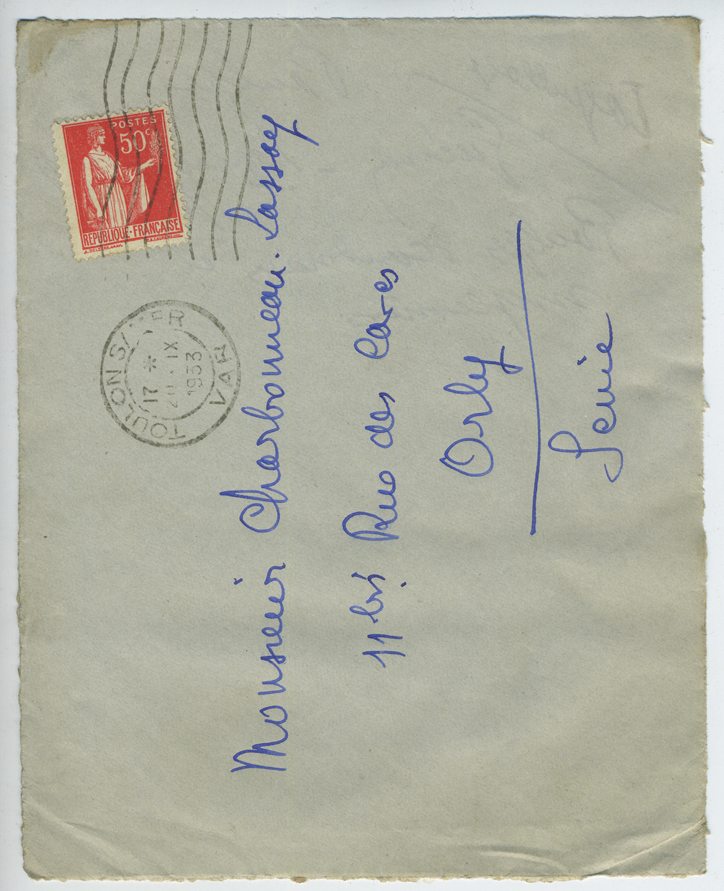 POSTES
50c
REPUBLIQUE-FRANÇAISE
TOULON S/MER
17 *
IX
1933
VAR
Monsieur Charbonneau. Lassay
11 bis Rue des Cares
Orly
Seine